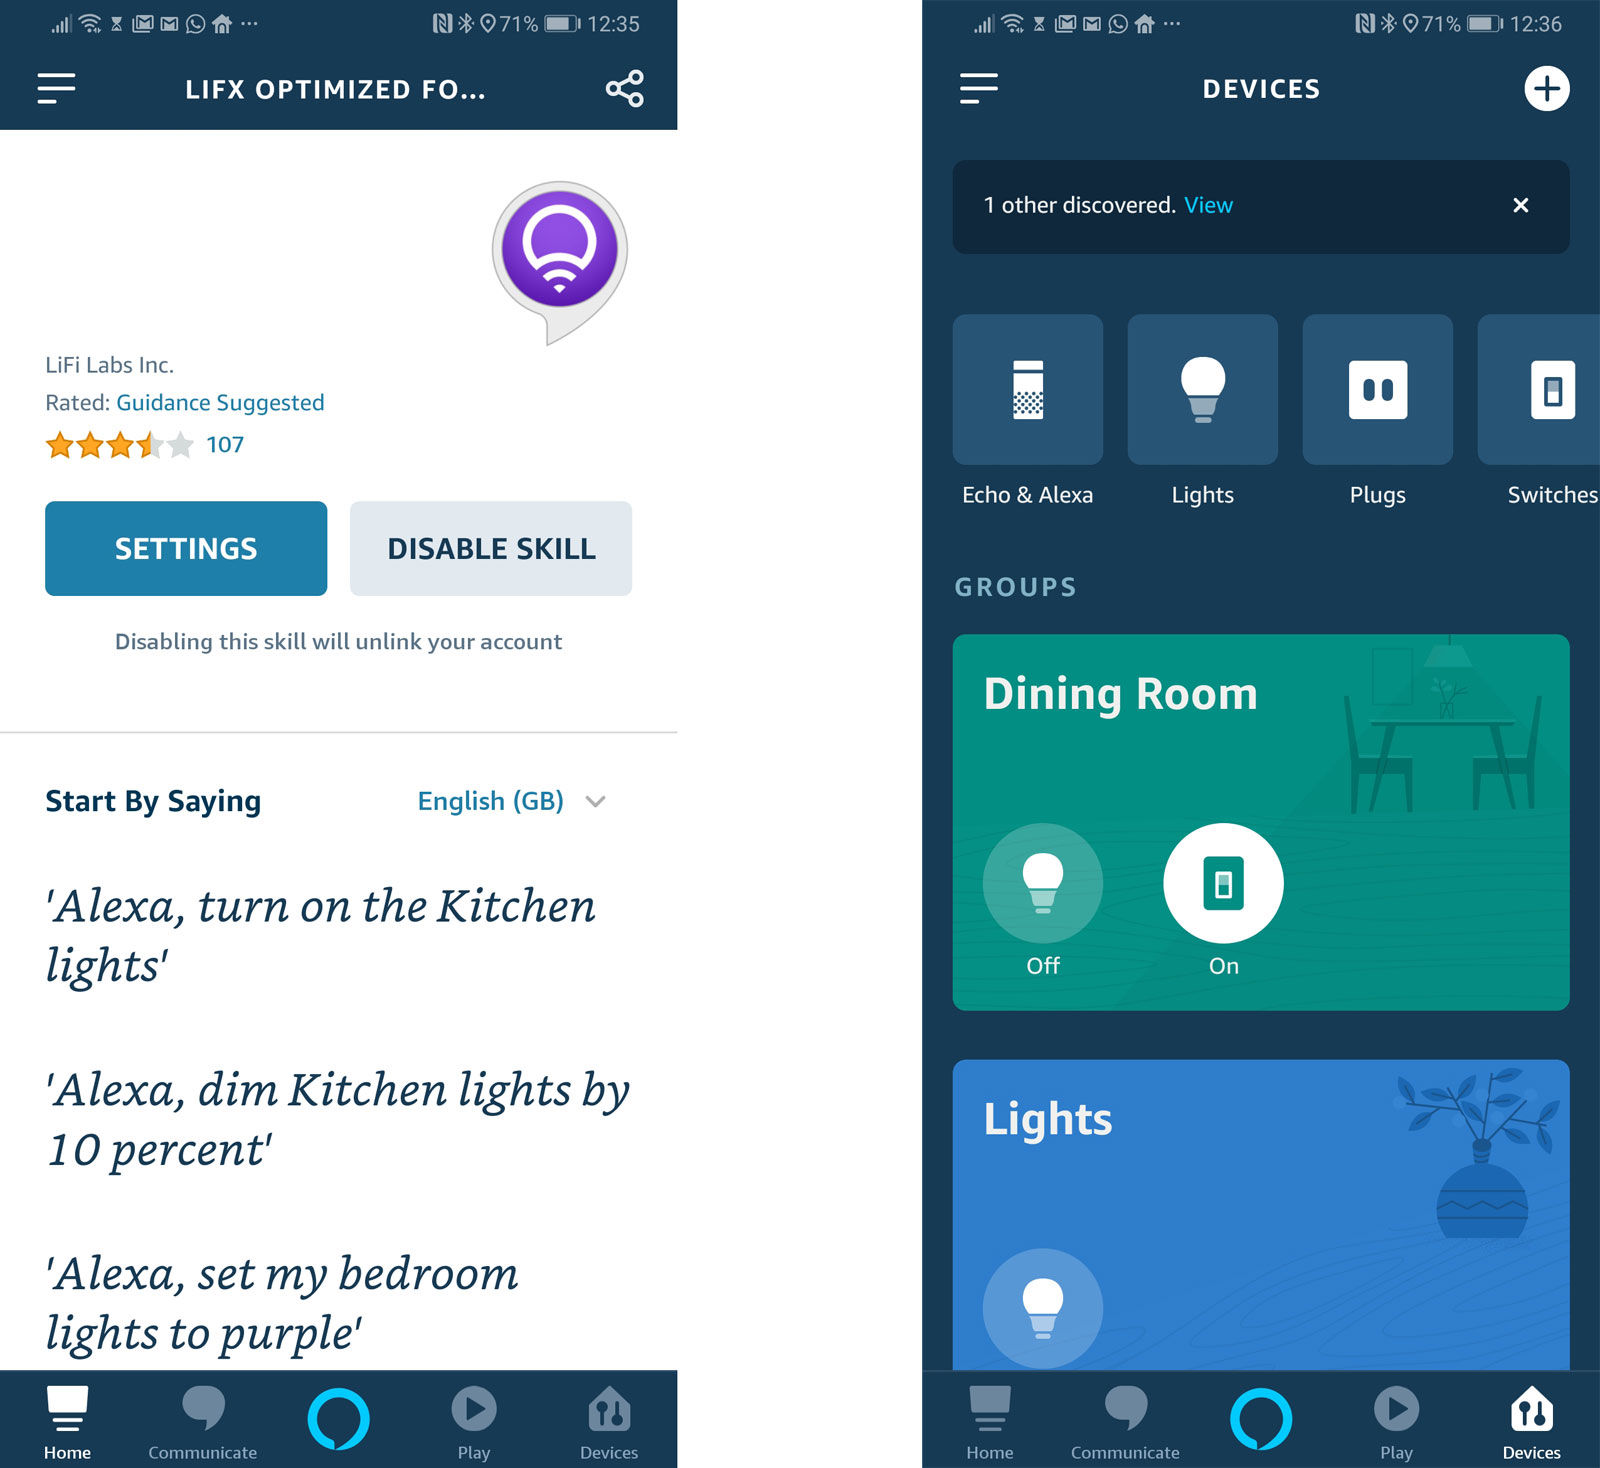 71% 12:35
LIFX OPTIMIZED FO...
LiFi Labs Inc.
Rated: Guidance Suggested
107
SETTINGS
DISABLE SKILL
Disabling this skill will unlink your account
Start By Saying
English (GB)
'Alexa, turn on the Kitchen
lights'
'Alexa, dim Kitchen lights by
10 percent'
'Alexa, set my bedroom
lights to purple'
Home
Communicate
Play
Devices
71% 12:36
DEVICES
1 other discovered. View
Echo & Alexa
Lights
Plugs
Switches
GROUPS
Dining Room
Off
On
Lights
Home
Communicate
Play
Devices